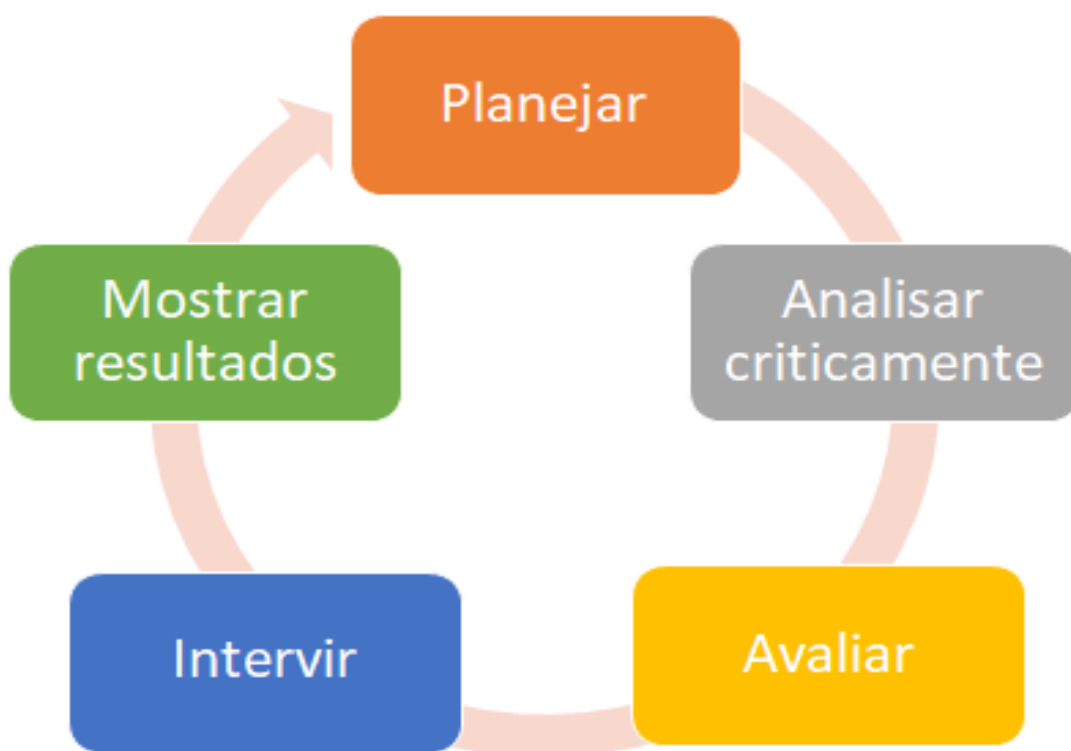 Planejar
Analisar
criticamente
Avaliar
Intervir
Mostrar
resultados